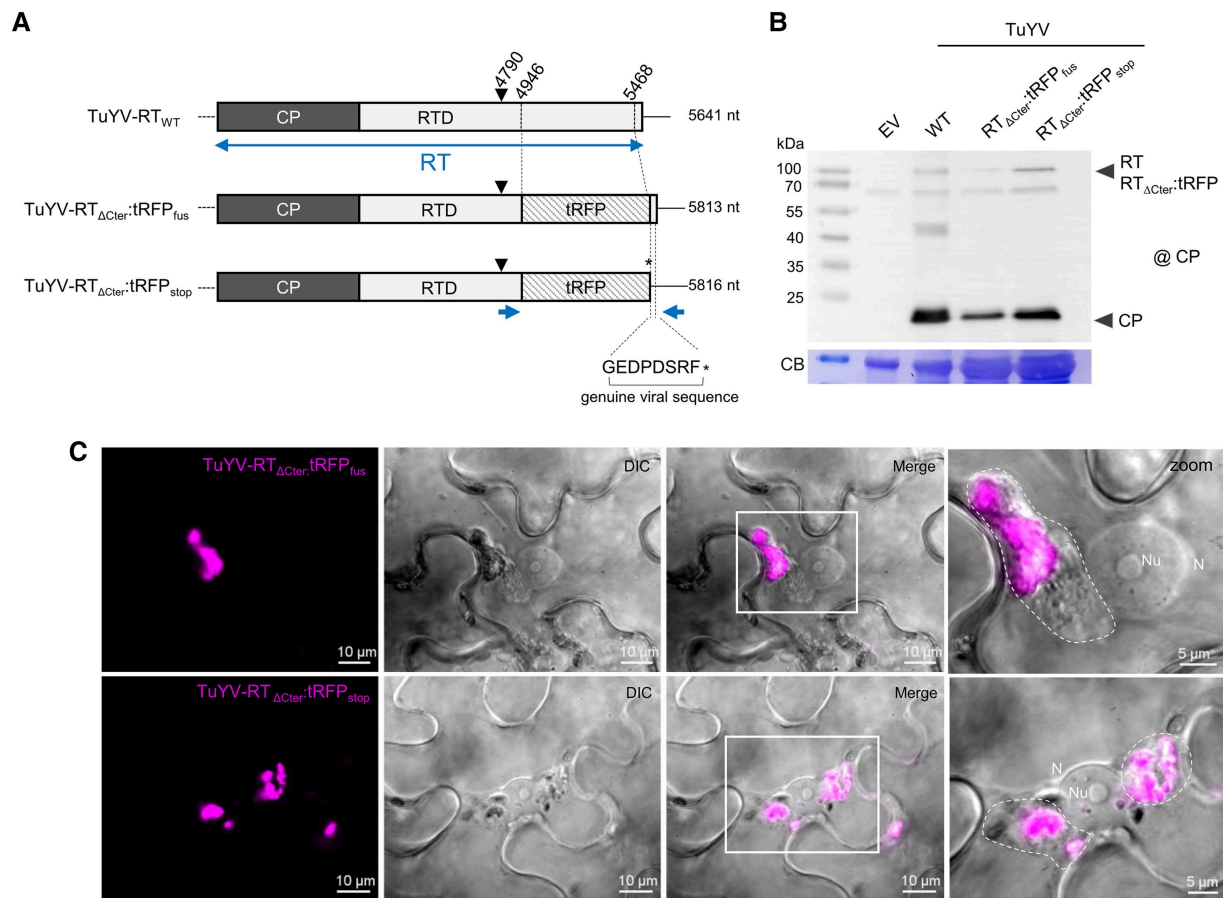 A
4790
4946
5468
TuYV-RTWT
CP
RTD
5641 nt
RT
TuYV-RTΔCter:tRFPfus
CP
RTD
tRFP
5813 nt
*
TuYV-RTΔCter:tRFPstop
CP
RTD
tRFP
5816 nt
GEDPDSRF*
genuine viral sequence
B
TuYV
EV
WT
RTΔCter:tRFPfus
RTΔCter:tRFPstop
kDa
100
70
55
40
35
25
RT
RTΔCter:tRFP
@ CP
CP
CB
C
TuYV-RTΔCter:tRFPfus
10 µm
DIC
10 µm
Merge
10 µm
zoom
Nu
N
5 µm
TuYV-RTΔCter:tRFPstop
10 µm
DIC
10 µm
Merge
10 µm
N
Nu
5 µm